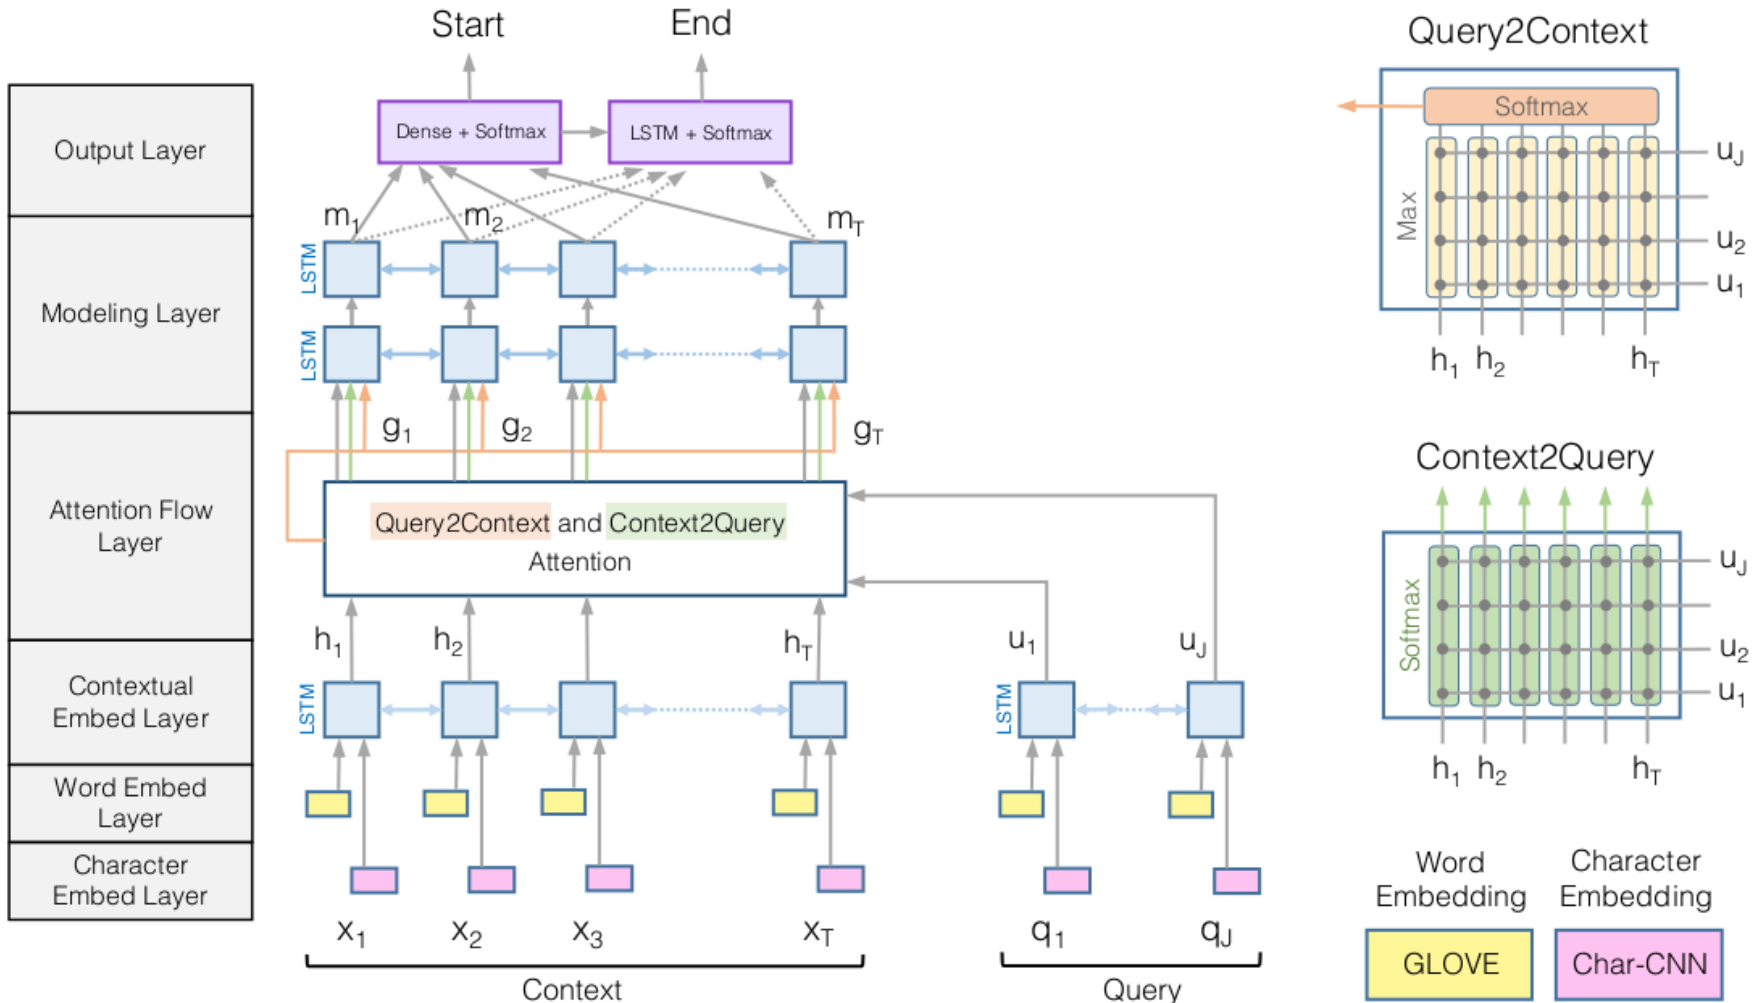 Start
End
Output Layer
Dense + Softmax
LSTM + Softmax
m1
m2
mT
Modeling Layer
LSTM
LSTM
g1
g2
gT
Attention Flow
Layer
Query2Context and Context2Query
Attention
h1
h2
hT
u1
uJ
Contextual
Embed Layer
LSTM
LSTM
Word Embed
Layer
Character
Embed Layer
x1
x2
x3
xT
q1
qJ
Context
Query
Query2Context
Softmax
Max
uJ
u2
u1
h1
h2
hT
Context2Query
Softmax
uJ
u2
u1
h1
h2
hT
Word
Embedding
Character
Embedding
GLOVE
Char-CNN